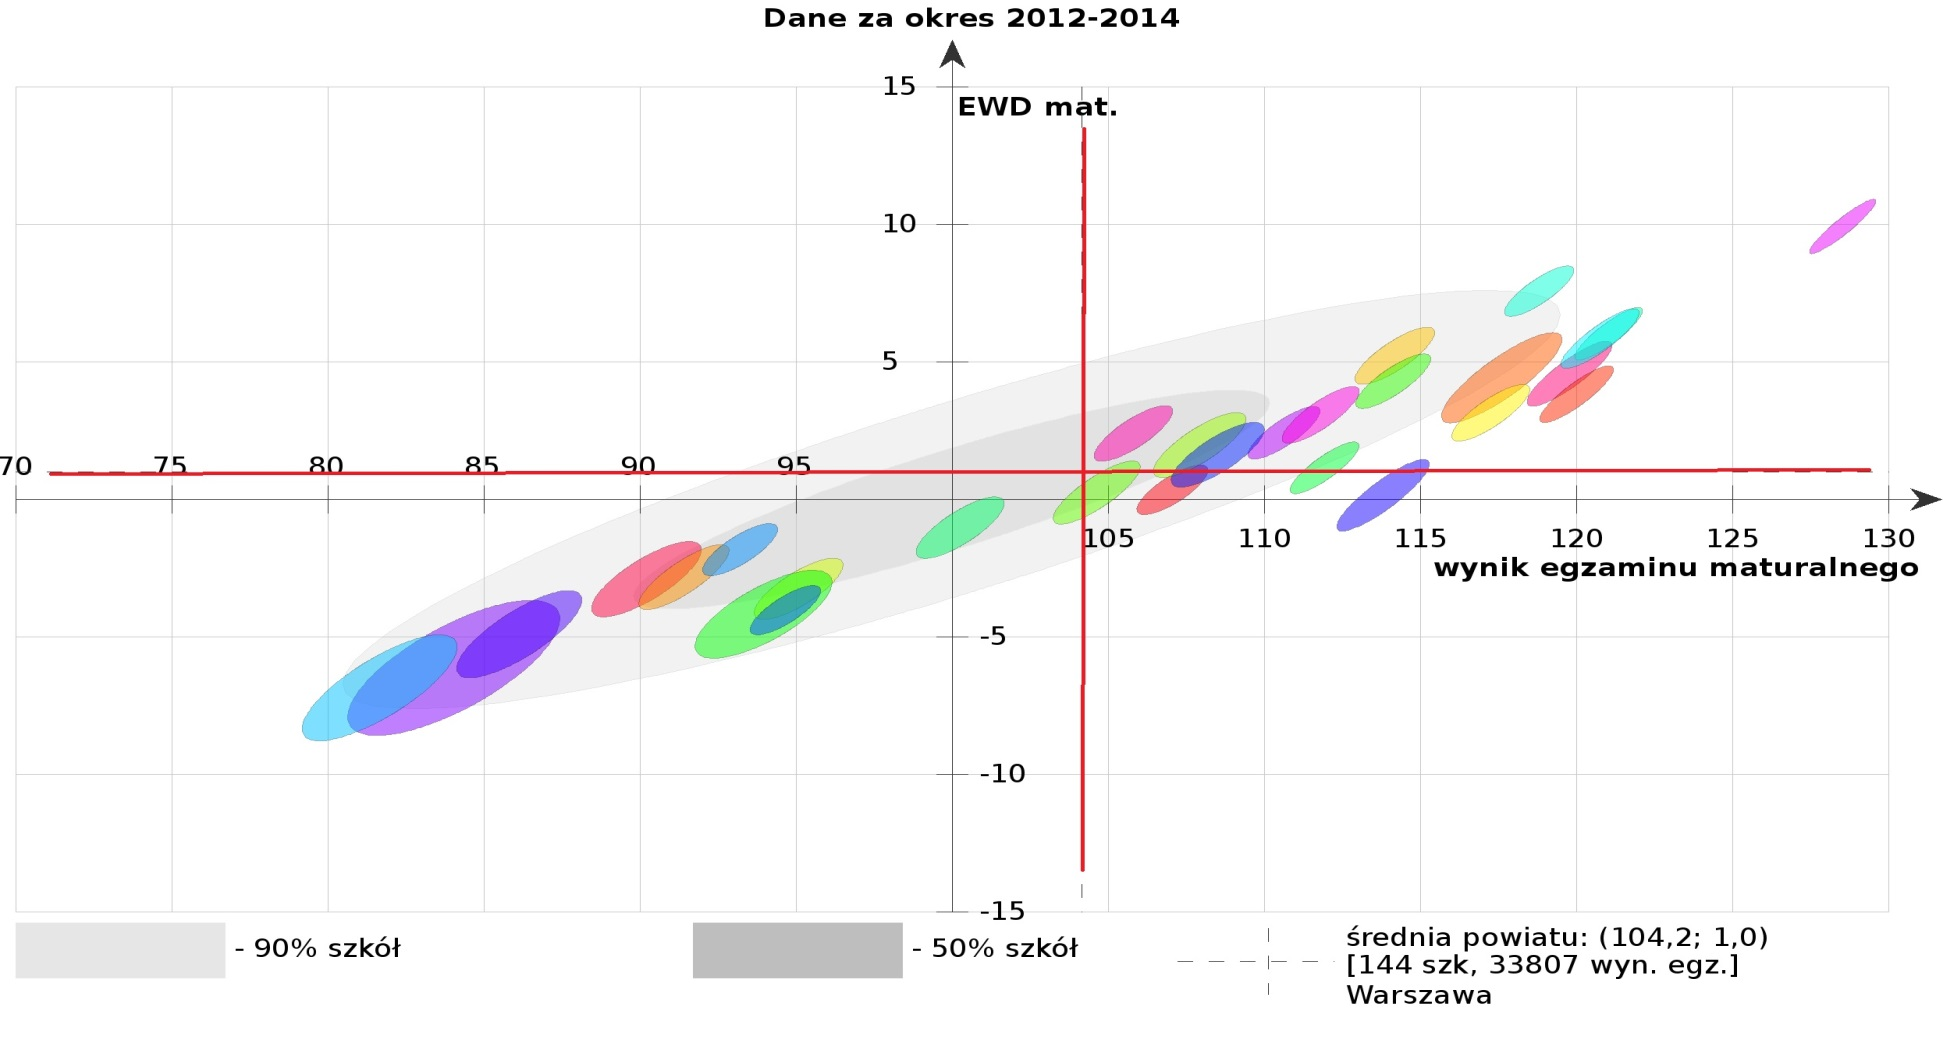 Dane za okres 2012-2014
15
EWD mat.
10
5
70 75 80 85 90 95
105 110 115 120 125 130
wynik egzaminu maturalnego
-5
-10
-15
- 90% szkół
- 50% szkół
średnia powiatu: (104,2; 1,0)
[144 szk, 33807 wyn. egz.]
Warszawa